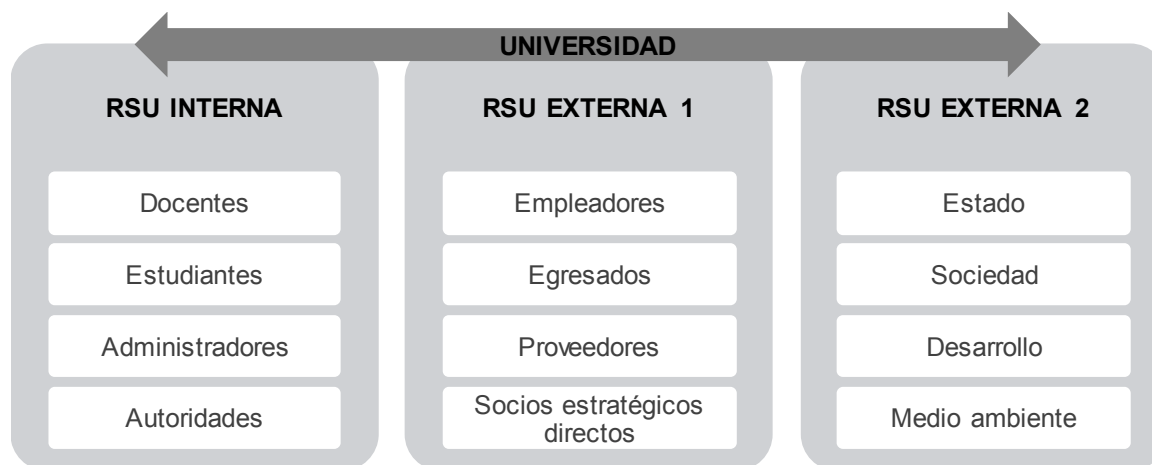 UNIVERSIDAD
RSU INTERNA
Docentes
Estudiantes
Administradores
Autoridades
RSU EXTERNA 1
Empleadores
Egresados
Proveedores
Socios estratégicos
directos
RSU EXTERNA 2
Estado
Sociedad
Desarrollo
Medio ambiente